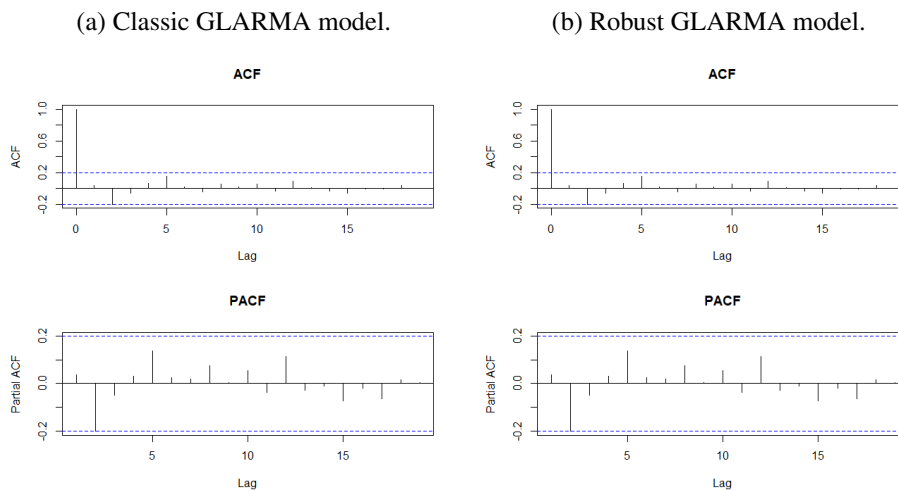 (a) Classic GLARMA model.
(b) Robust GLARMA model.
ACF
ACF
-0.2 0.2 0.6 1.0
0 5 10 15
Lag
ACF
ACF
-0.2 0.2 0.6 1.0
0 5 10 15
Lag
PACF
Partial ACF
-0.2 0.0 0.2
5 10 15
Lag
PACF
Partial ACF
-0.2 0.0 0.2
5 10 15
Lag